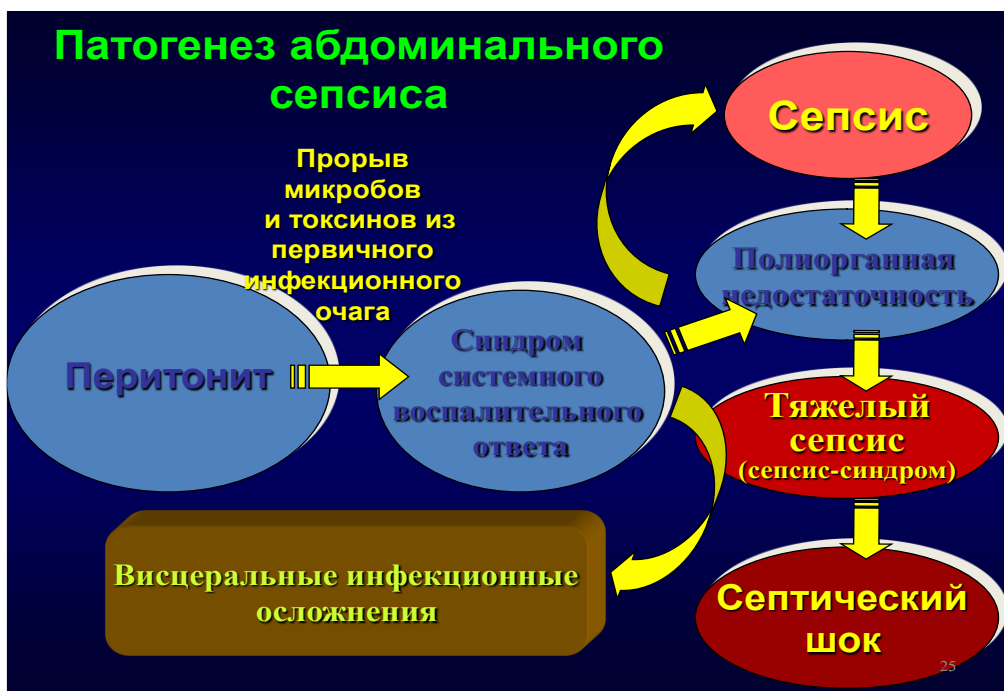 Патогенез абдоминального
сепсиса
Прорыв
микробов
и токсинов из
первичного
инфекционного
очага
Перитонит
Синдром
системного
воспалительного
ответа
Висцеральные инфекционные
осложнения
Сепсис
Полиорганная
недостаточность
Тяжелый
сепсис
(сепсис-синдром)
Септический
шок
25